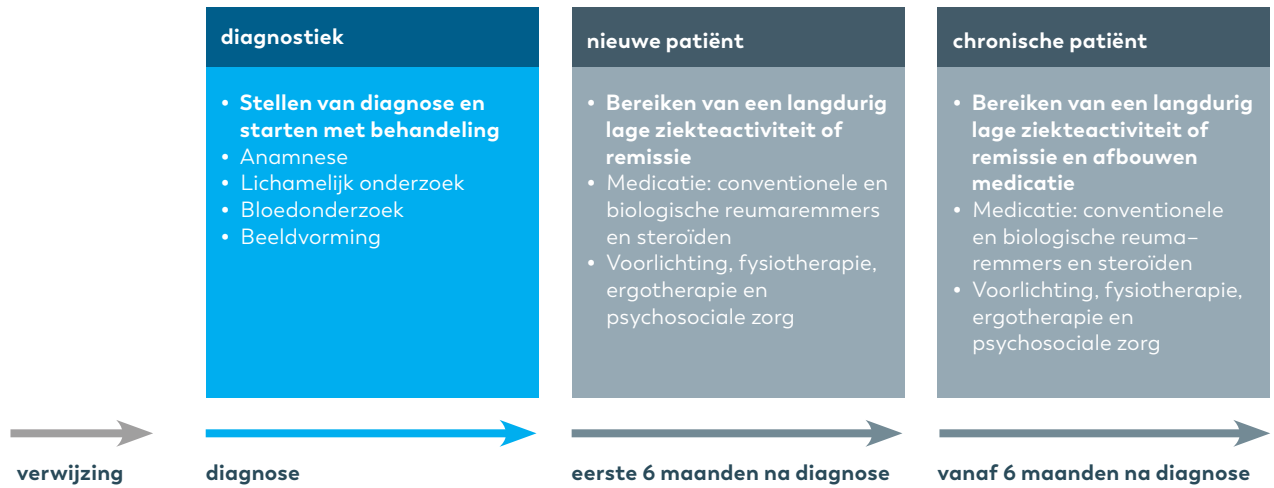 diagnostiek
• Stellen van diagnose en
starten met behandeling
• Anamnese
• Lichamelijk onderzoek
• Bloedonderzoek
• Beeldvorming
nieuwe patiënt
• Bereiken van een langdurig
lage ziekteactiviteit of
remissie
• Medicatie: conventionele en
biologische reumaremmers
en steroïden
• Voorlichting, fysiotherapie,
ergotherapie en
psychosociale zorg
chronische patiënt
• Bereiken van een langdurig
lage ziekteactiviteit of
remissie en afbouwen
medicatie
• Medicatie: conventionele
en biologische reuma–
remmers en steroïden
• Voorlichting, fysiotherapie,
ergotherapie en
psychosociale zorg
verwijzing
diagnose
eerste 6 maanden na diagnose
vanaf 6 maanden na diagnose